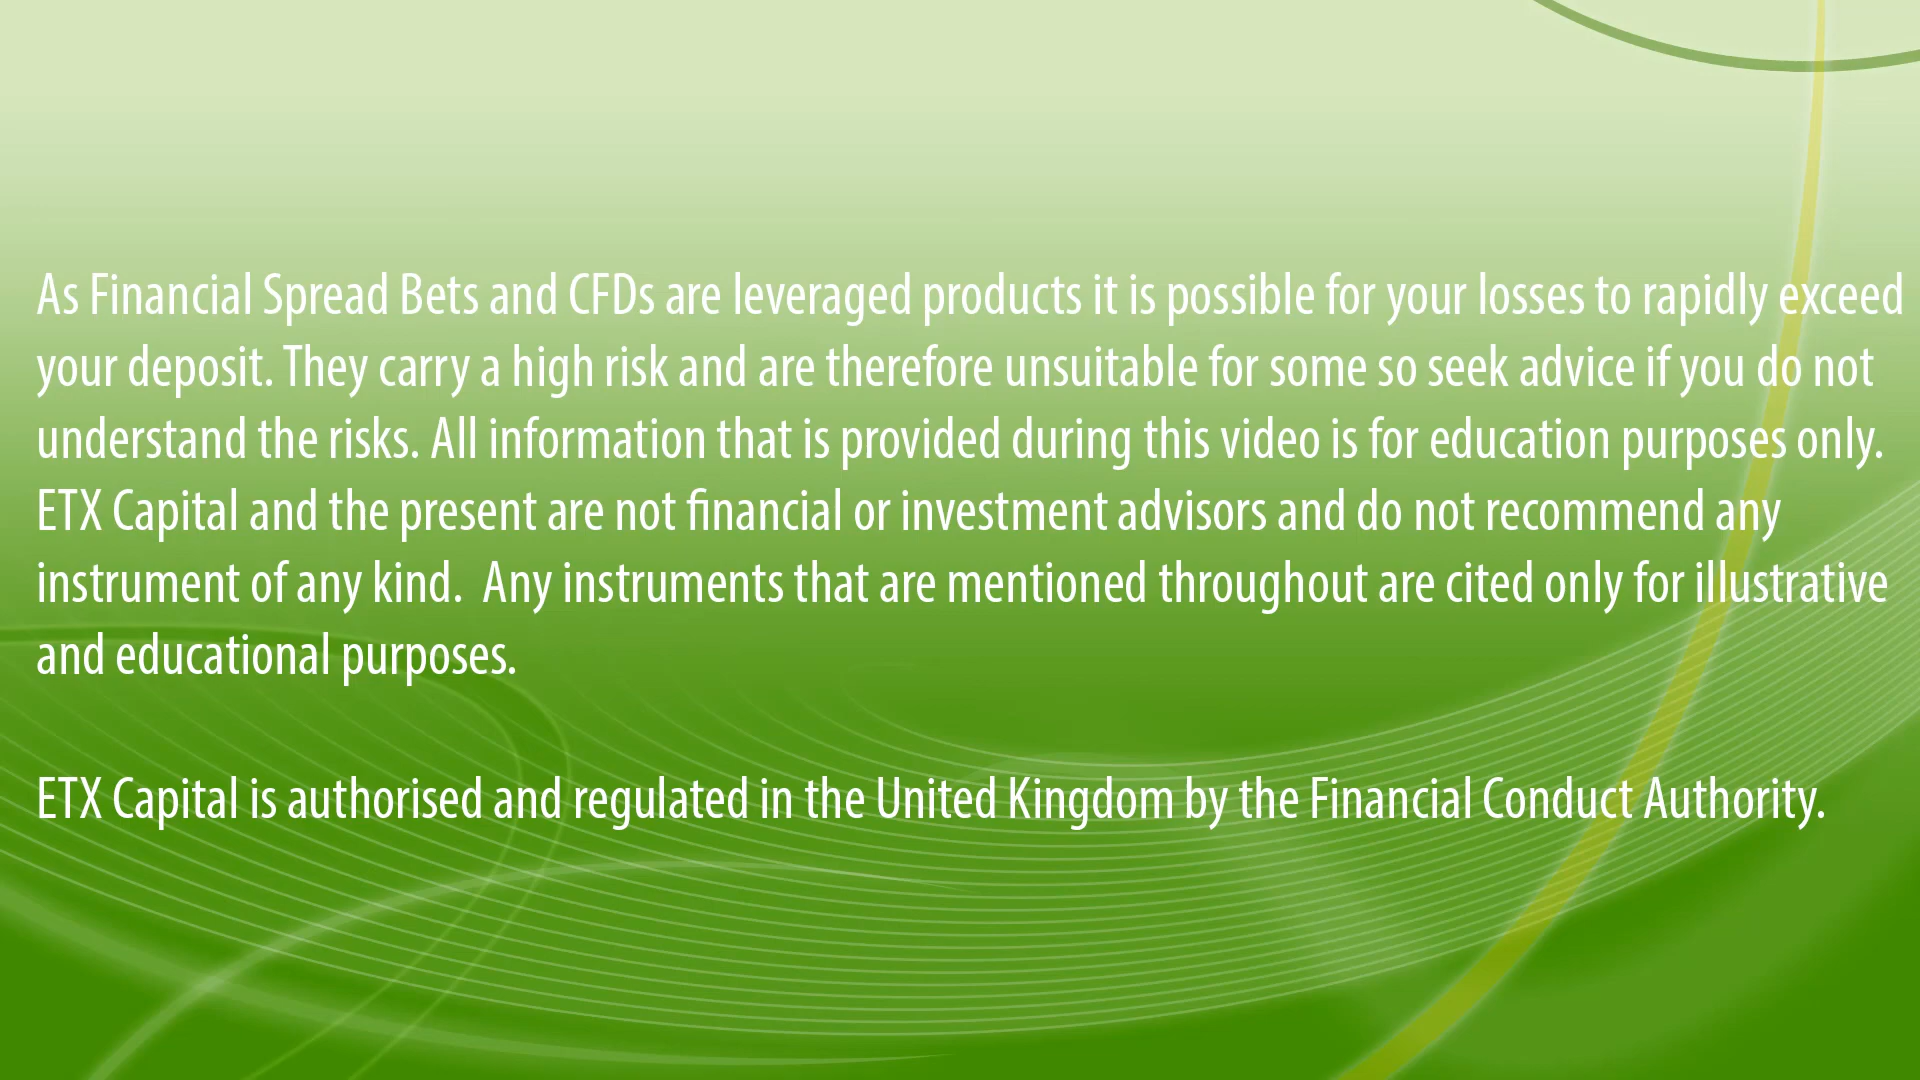 As Financial Spread Bets and CFDs are leveraged products it is possible for your losses to rapidly exceed
your deposit. They carry a high risk and are therefore unsuitable for some so seek advice if you do not
understand the risks. All information that is provided during this video is for education purposes only.
ETX Capital and the present are not financial or investment advisors and do not recommend any
instrument of any kind.  Any instruments that are mentioned throughout are cited only for illustrative
and educational purposes.
ETX Capital is authorised and regulated in the United Kingdom by the Financial Conduct Authority.